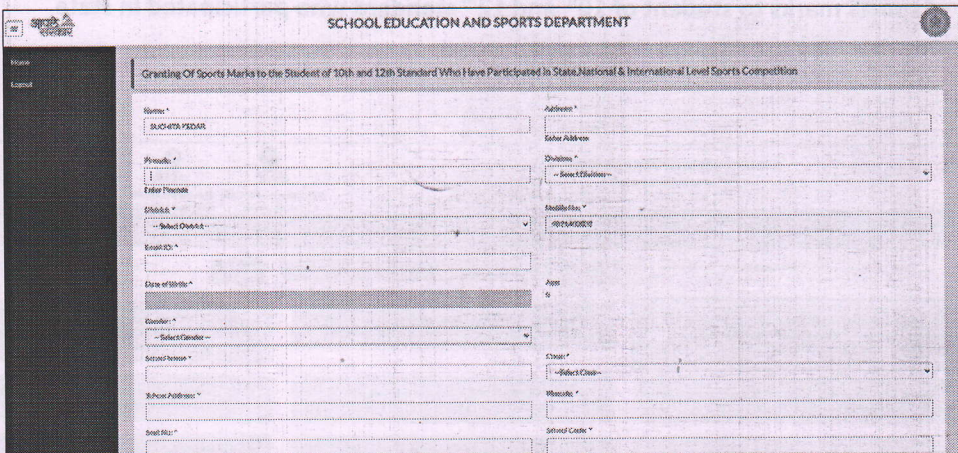 आपले
सरकार
SCHOOL EDUCATION AND SPORTS DEPARTMENT
Home
Logout
Granting Of Sports Marks to the Student of 10th and 12th Standard Who Have Participated in State,National & International Level Sports Competition
Name: *
Address: *
SUCHITA KEDAR
Enter Address
Pincode: *
Division: *
-- Select Division --
Enter Pincode
District: *
Mobile No.: *
-- Select District --
Email ID: *
Date of Birth: *
Age:
0
Gender: *
-- Select Gender --
School Name *
Class: *
--Select Class--
School Address: *
Pincode: *
Seat No.: *
School Code: *